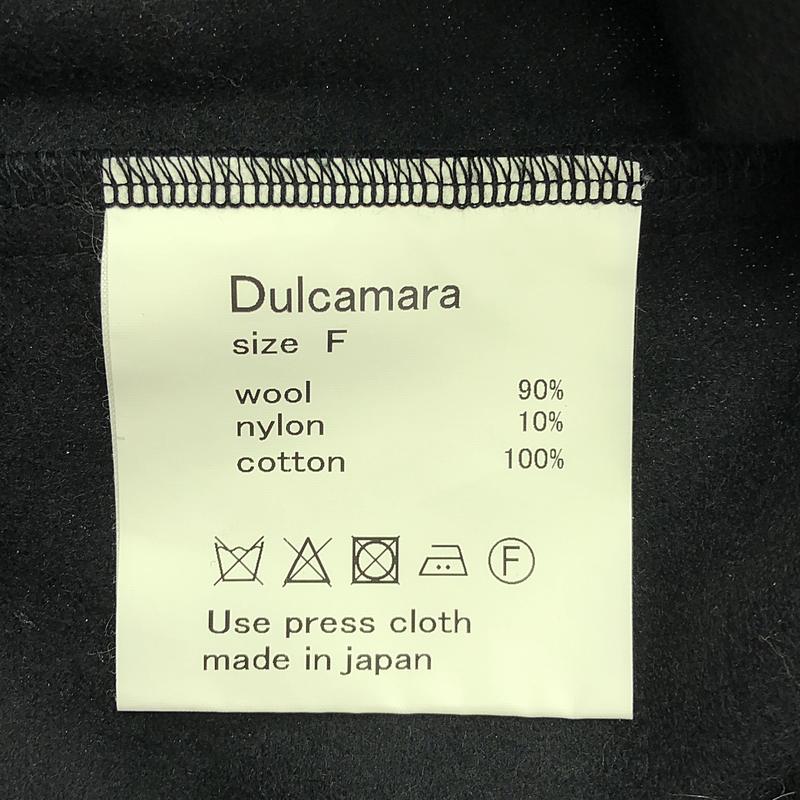 Dulcamara
size F
wool 90%
nylon 10%
cotton 100%
F
Use press cloth
made in japan